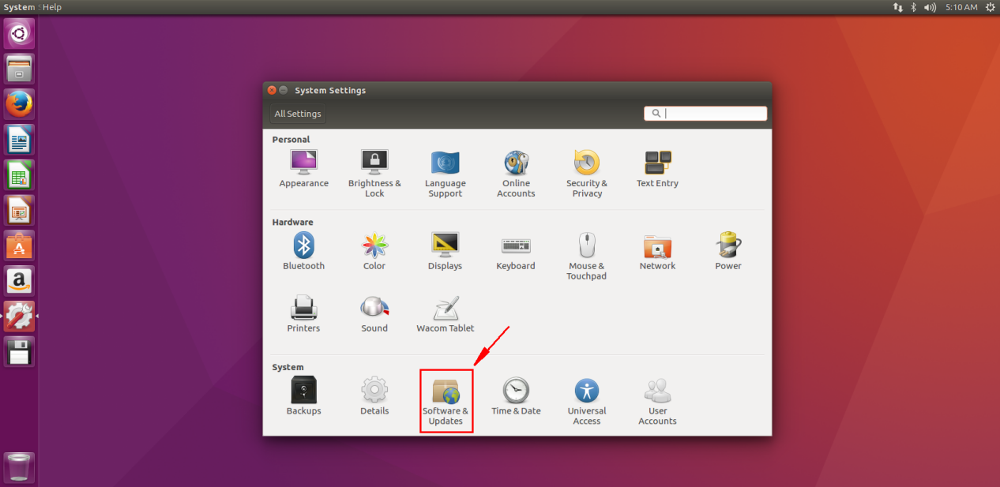 System Help
5:10 AM
System Settings
All Settings
Personal
Appearance
Brightness &
Lock
Language
Support
Online
Accounts
Security &
Privacy
Text Entry
Hardware
Bluetooth
Color
Displays
Keyboard
Mouse &
Touchpad
Network
Power
Printers
Sound
Wacom Tablet
System
Backups
Details
Software &
Updates
Time & Date
Universal
Access
User
Accounts